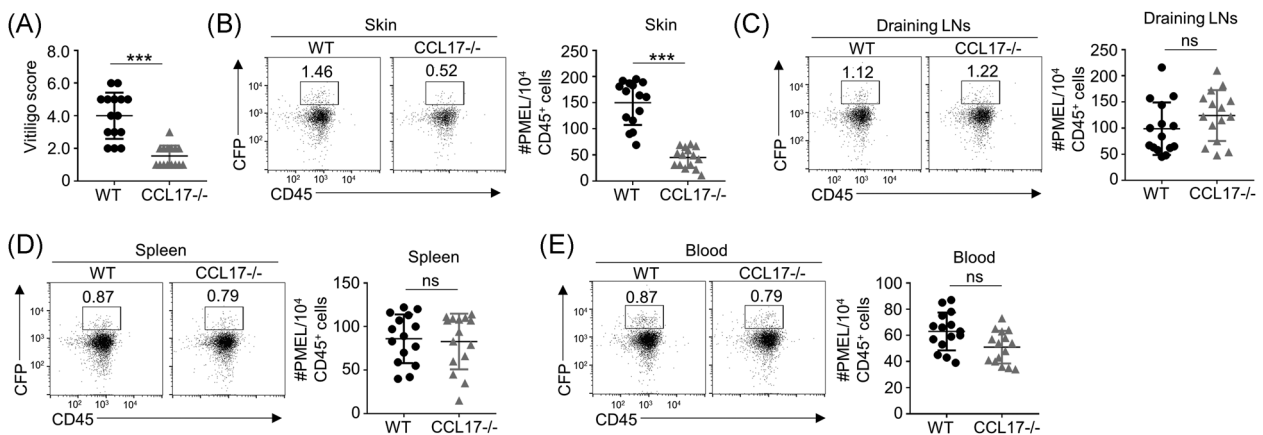 (A)
Vitiligo score
8.0
6.0
4.0
2.0
0
***
WT CCL17-/-
(B)
Skin
WT CCL17-/-
1.46 0.52
CFP
10⁴
10³
10²
10² 10³ 10⁴
CD45
Skin
***
#PMEL/10⁴
CD45⁺ cells
250
200
150
100
50
0
WT CCL17-/-
(C)
Draining LNs
WT CCL17-/-
1.12 1.22
CFP
10⁴
10³
10²
10² 10³ 10⁴
CD45
Draining LNs
ns
#PMEL/10⁴
CD45⁺ cells
250
200
150
100
50
0
WT CCL17-/-
(D)
Spleen
WT CCL17-/-
0.87 0.79
CFP
10⁴
10³
10²
10² 10³ 10⁴
CD45
Spleen
ns
#PMEL/10⁴
CD45⁺ cells
150
100
50
0
WT CCL17-/-
(E)
Blood
WT CCL17-/-
0.87 0.79
CFP
10⁴
10³
10²
10² 10³ 10⁴
CD45
Blood
ns
#PMEL/10⁴
CD45⁺ cells
100
80
60
40
20
0
WT CCL17-/-